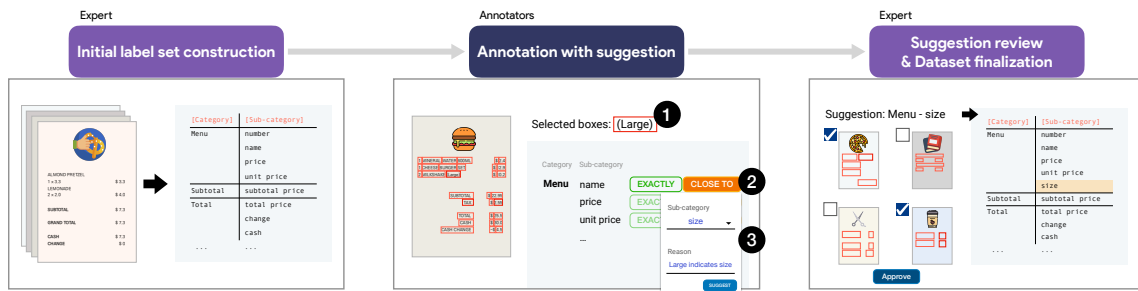 Expert
Initial label set construction
Annotators
Annotation with suggestion
Expert
Suggestion review
& Dataset finalization
ALMOND PRETZEL
1 x 3.3 $ 3.3
LEMONADE
2 x 2.0 $ 4.0
SUBTOTAL $ 7.3
GRAND TOTAL $ 7.3
CASH $ 7.3
CHANGE $ 0
[Category] [Sub-category]
Menu number
name
price
unit price
Subtotal subtotal price
Total total price
change
cash
... ...
Selected boxes: (Large) 1
SUBTOTAL
TAX
TOTAL
CASH
CASH CHANGE
Category Sub-category
Menu name EXACTLY CLOSE TO 2
price EXAC
unit price EXAC
...
Sub-category
size
3
Reason
Large indicates size
SUGGEST
Suggestion: Menu - size
Approve
[Category] [Sub-category]
Menu number
name
price
unit price
size
Subtotal subtotal price
Total total price
change
cash
... ...